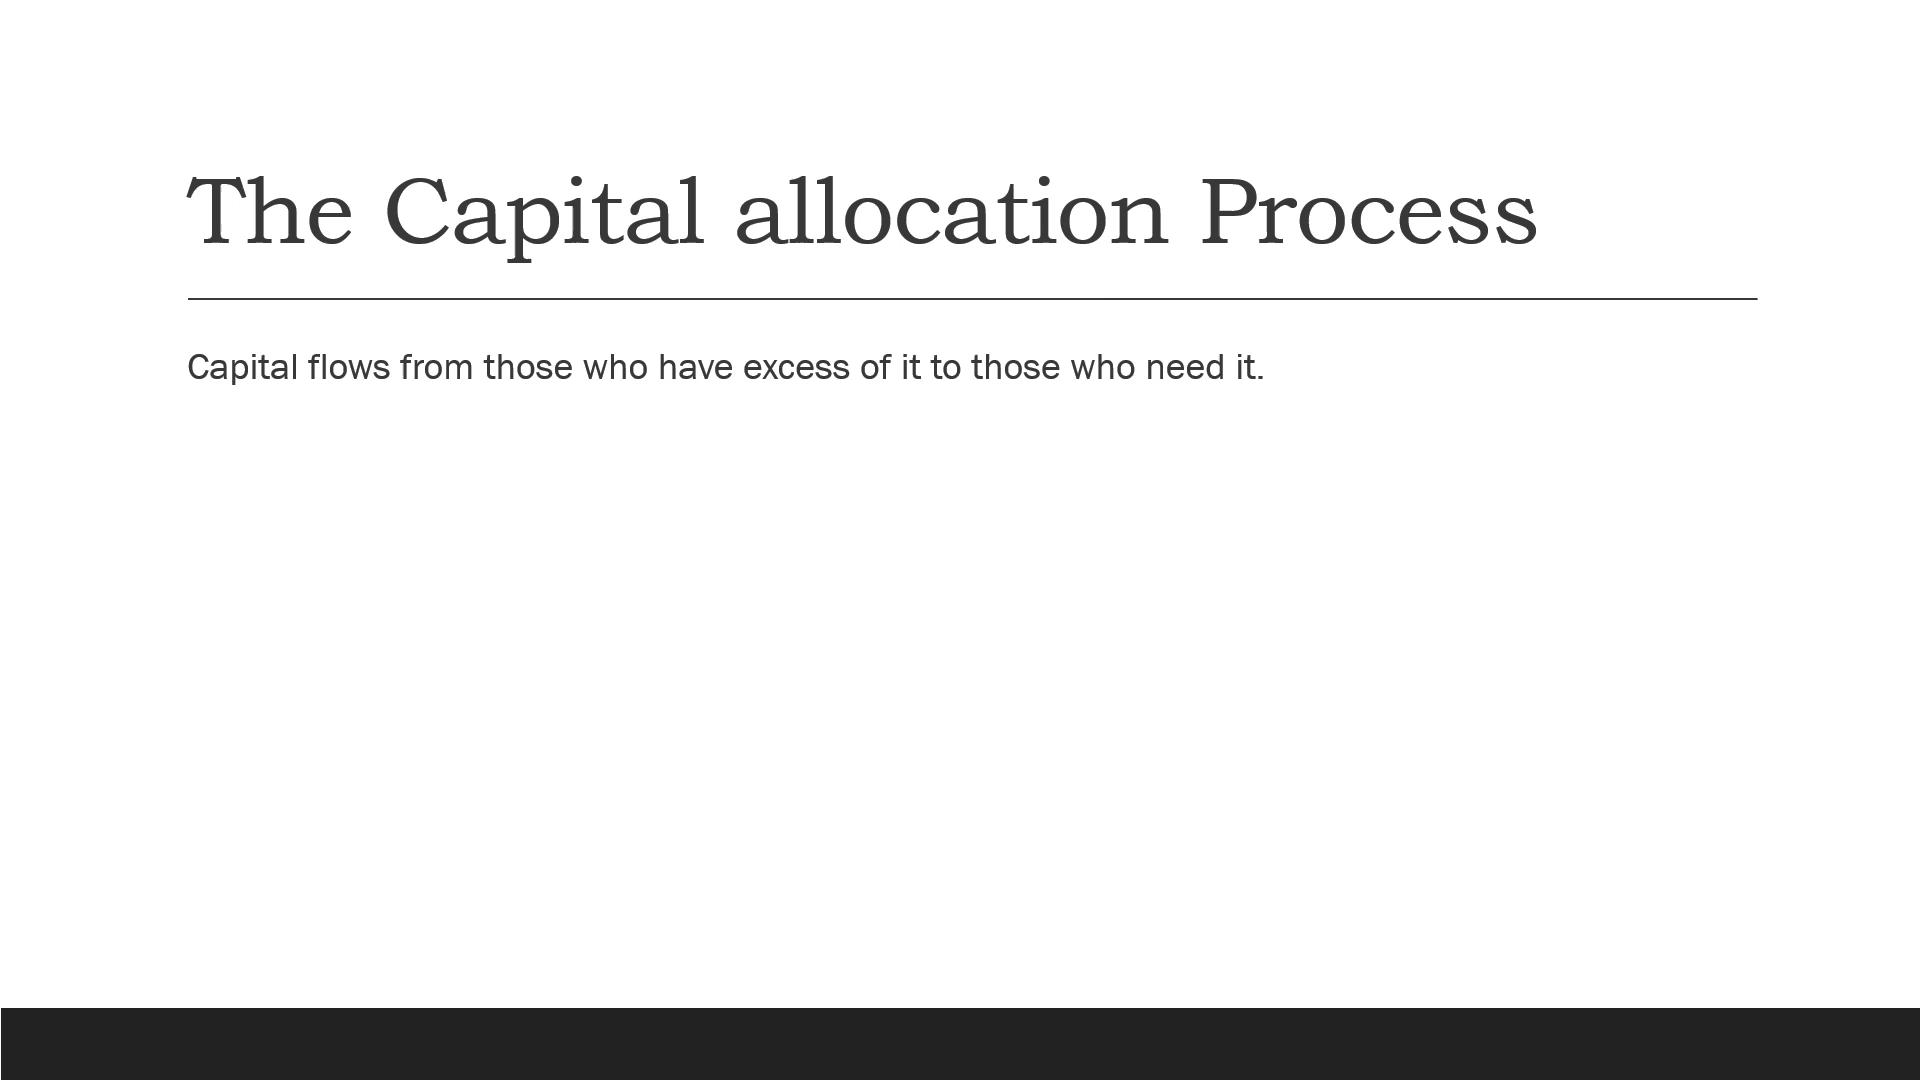 The Capital allocation Process
Capital flows from those who have excess of it to those who need it.